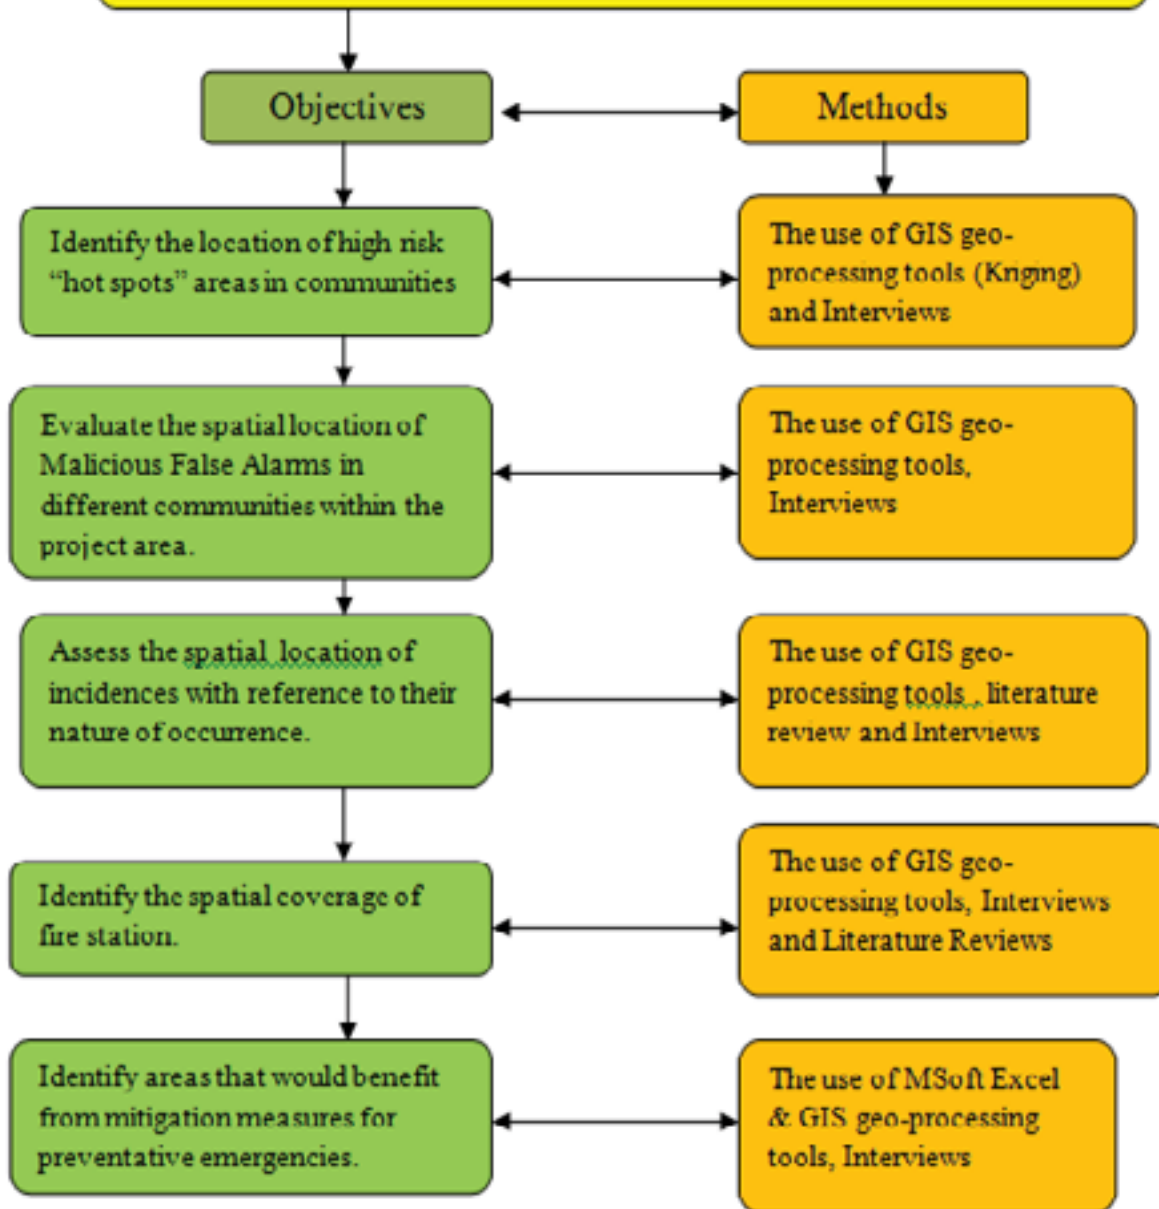 Objectives
Methods
Identify the location of high risk
“hot spots” areas in communities
The use of GIS geo-
processing tools (Kriging)
and Interviews
Evaluate the spatial location of
Malicious False Alarms in
different communities within the
project area.
The use of GIS geo-
processing tools,
Interviews
Assess the spatial location of
incidences with reference to their
nature of occurrence.
The use of GIS geo-
processing tools , literature
review and Interviews
Identify the spatial coverage of
fire station.
The use of GIS geo-
processing tools, Interviews
and Literature Reviews
Identify areas that would benefit
from mitigation measures for
preventative emergencies.
The use of MSoft Excel
& GIS geo-processing
tools, Interviews